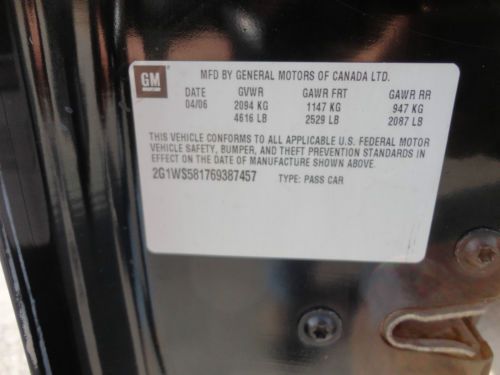 GM
MFD BY GENERAL MOTORS OF CANADA LTD.
DATE GVWR GAWR FRT GAWR RR
04/06 2094 KG 1147 KG 947 KG
4616 LB 2529 LB 2087 LB
THIS VEHICLE CONFORMS TO ALL APPLICABLE U.S. FEDERAL MOTOR
VEHICLE SAFETY, BUMPER, AND THEFT PREVENTION STANDARDS IN
EFFECT ON THE DATE OF MANUFACTURE SHOWN ABOVE.
2G1WS581769387457 TYPE: PASS CAR